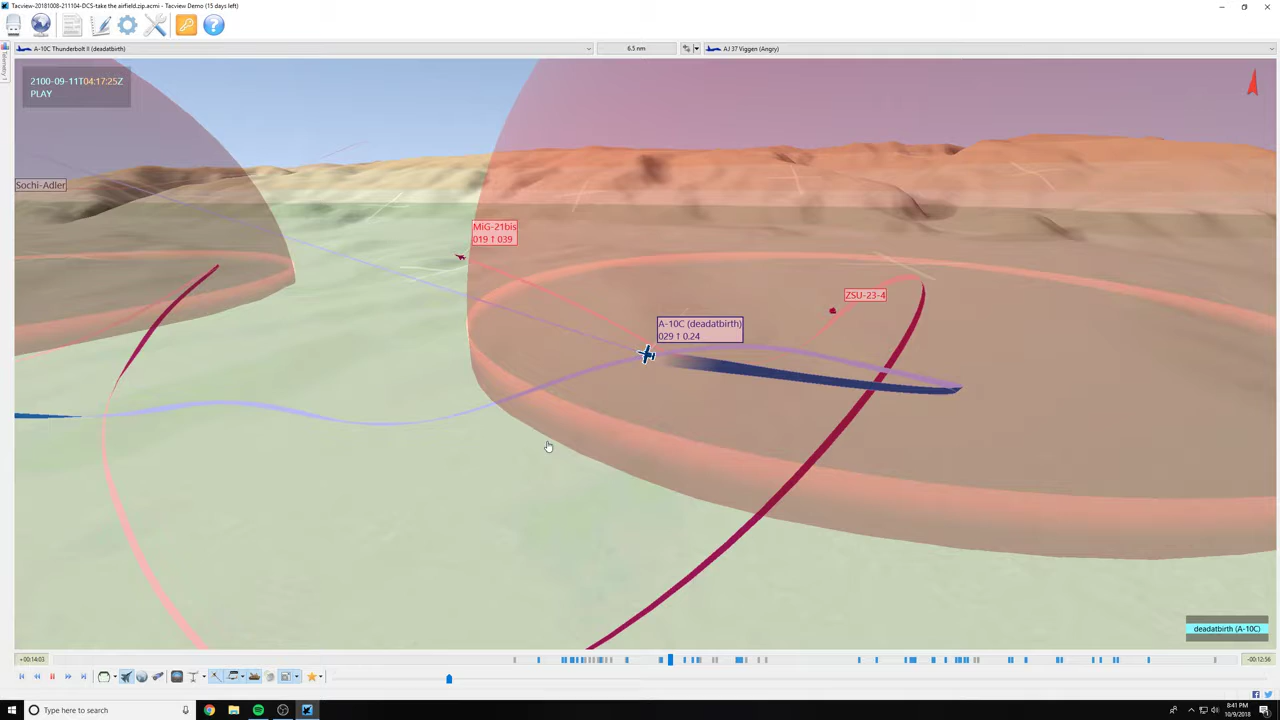 Tacview-20181008-211104-DCS-take the airfield.zip.acmi - Tacview Demo (15 days left)
A-10C Thunderbolt II (deadatbirth)
6.5 nm
AJ 37 Viggen (Angry)
Telemetry 1
2100-09-11T04:17:25Z
PLAY
Sochi-Adler
MiG-21bis
019 ↑ 039
ZSU-23-4
A-10C (deadatbirth)
029 ↑ 0.24
deadatbirth (A-10C)
+00:14:03
-00:12:56
Type here to search
8:41 PM
10/9/2018